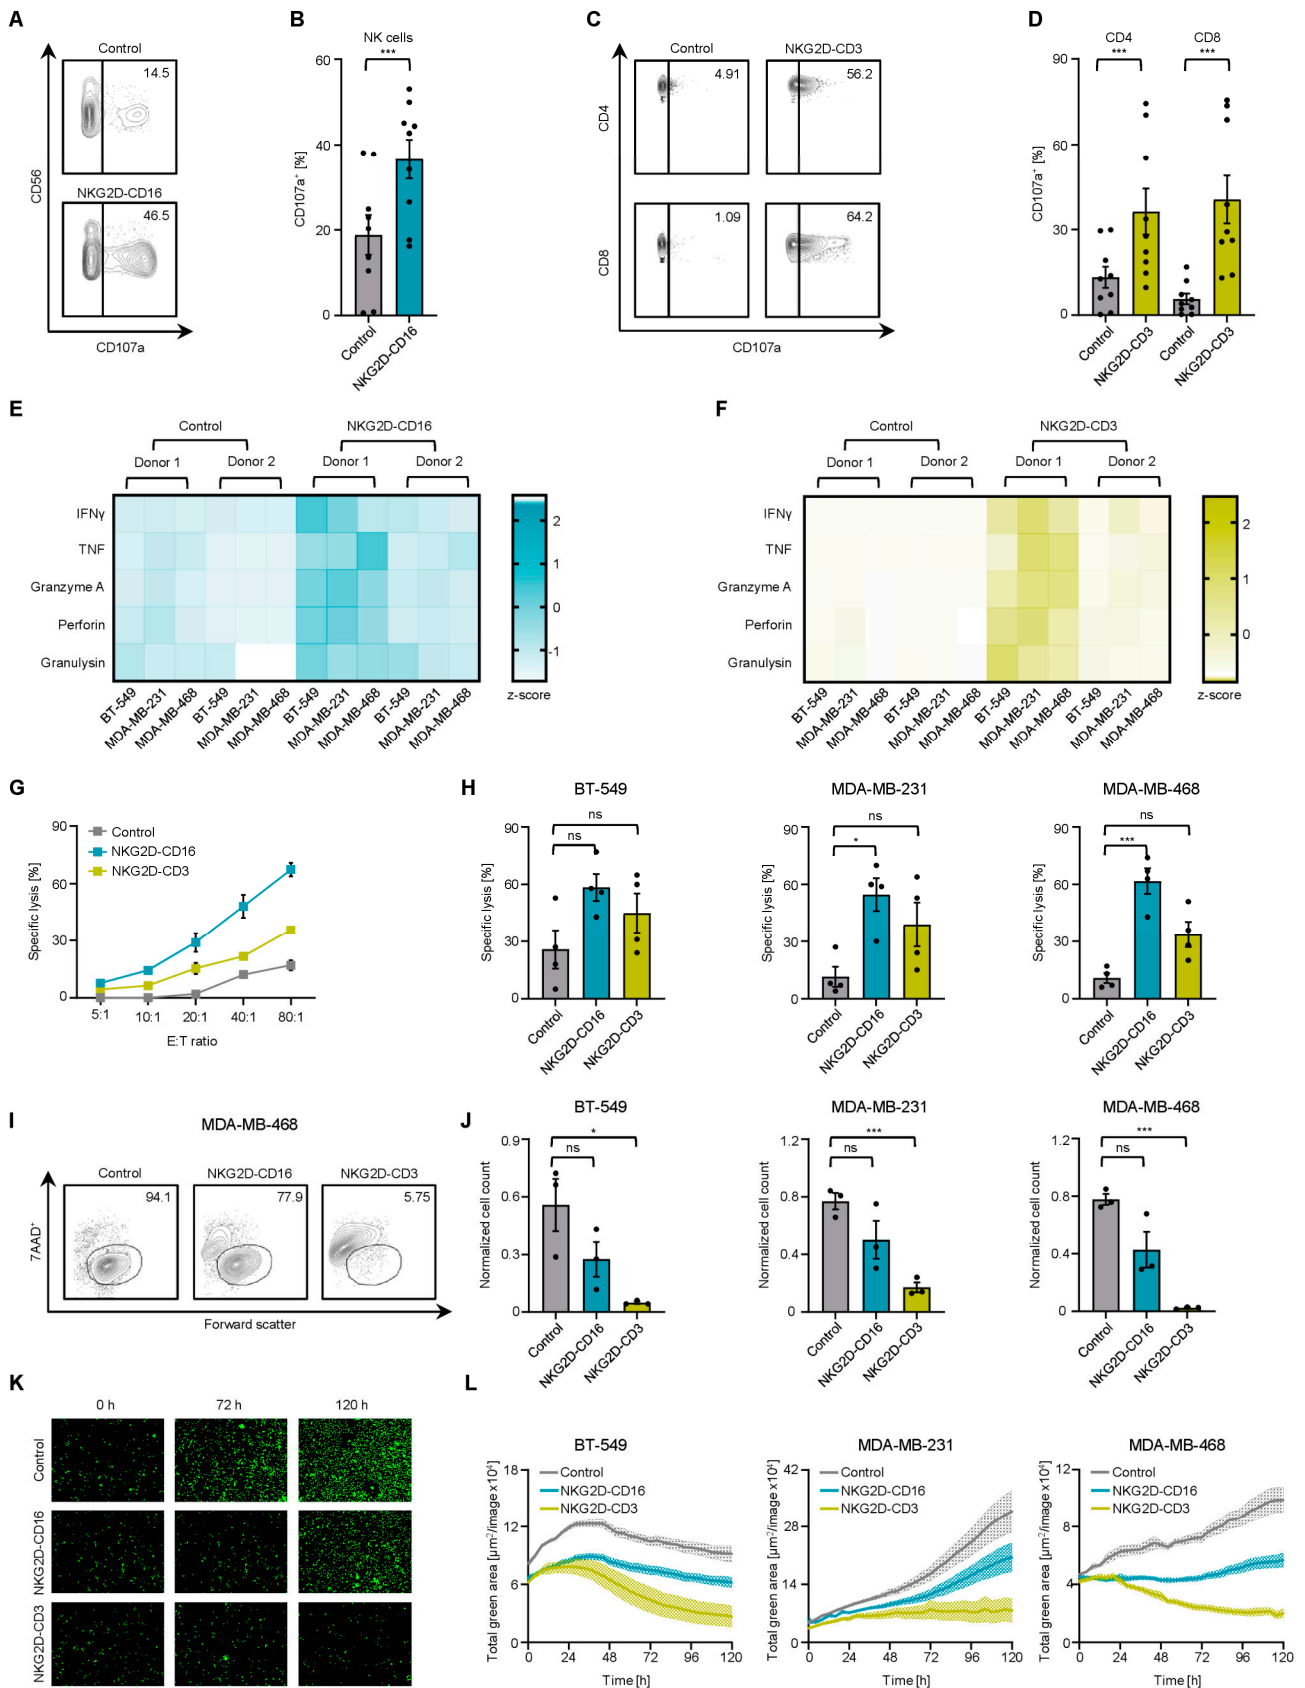 A
Control
14.5
NKG2D-CD16
46.5
CD56
CD107a
B
NK cells
***
60
40
20
0
CD107a⁺ [%]
Control
NKG2D-CD16
C
Control
NKG2D-CD3
4.91
56.2
CD4
1.09
64.2
CD8
CD107a
D
CD4
CD8
***
***
90
60
30
0
CD107a⁺ [%]
Control
NKG2D-CD3
Control
NKG2D-CD3
E
Control
NKG2D-CD16
Donor 1
Donor 2
Donor 1
Donor 2
IFNγ
TNF
Granzyme A
Perforin
Granulysin
BT-549
MDA-MB-231
MDA-MB-468
BT-549
MDA-MB-231
MDA-MB-468
BT-549
MDA-MB-231
MDA-MB-468
BT-549
MDA-MB-231
MDA-MB-468
2
1
0
-1
z-score
F
Control
NKG2D-CD3
Donor 1
Donor 2
Donor 1
Donor 2
IFNγ
TNF
Granzyme A
Perforin
Granulysin
BT-549
MDA-MB-231
MDA-MB-468
BT-549
MDA-MB-231
MDA-MB-468
BT-549
MDA-MB-231
MDA-MB-468
BT-549
MDA-MB-231
MDA-MB-468
2
1
0
z-score
G
Control
NKG2D-CD16
NKG2D-CD3
90
60
30
0
Specific lysis [%]
5:1
10:1
20:1
40:1
80:1
E:T ratio
H
BT-549
ns
ns
90
60
30
0
Specific lysis [%]
Control
NKG2D-CD16
NKG2D-CD3
MDA-MB-231
ns
*
90
60
30
0
Specific lysis [%]
Control
NKG2D-CD16
NKG2D-CD3
MDA-MB-468
ns
***
90
60
30
0
Specific lysis [%]
Control
NKG2D-CD16
NKG2D-CD3
I
MDA-MB-468
Control
NKG2D-CD16
NKG2D-CD3
94.1
77.9
5.75
7AAD⁺
Forward scatter
J
BT-549
*
ns
0.9
0.6
0.3
0
Normalized cell count
Control
NKG2D-CD16
NKG2D-CD3
MDA-MB-231
***
ns
1.2
0.8
0.4
0
Normalized cell count
Control
NKG2D-CD16
NKG2D-CD3
MDA-MB-468
***
ns
1.2
0.8
0.4
0
Normalized cell count
Control
NKG2D-CD16
NKG2D-CD3
K
0 h
72 h
120 h
Control
NKG2D-CD16
NKG2D-CD3
L
BT-549
Control
NKG2D-CD16
NKG2D-CD3
18
12
6
0
Total green area [µm⁻²/image x10⁴]
0
24
48
72
96
120
Time [h]
MDA-MB-231
Control
NKG2D-CD16
NKG2D-CD3
42
28
14
0
Total green area [µm⁻²/image x10⁴]
0
24
48
72
96
120
Time [h]
MDA-MB-468
Control
NKG2D-CD16
NKG2D-CD3
12
8
4
0
Total green area [µm⁻²/image x10⁴]
0
24
48
72
96
120
Time [h]